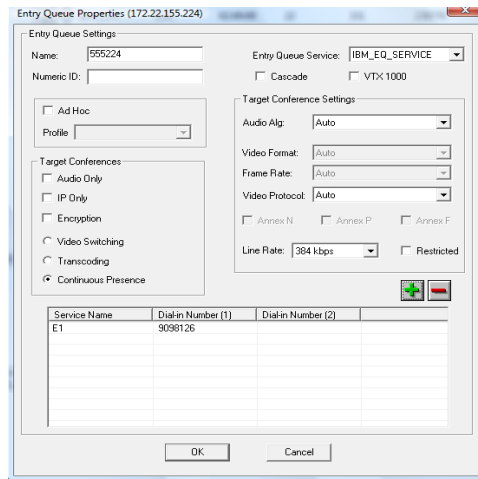 Entry Queue Properties (172.22.155.224)
Entry Queue Settings
Name: 555224
Entry Queue Service: IBM_EQ_SERVICE
Numeric ID:
Cascade VTX 1000
Ad Hoc
Profile
Target Conference Settings
Audio Alg: Auto
Video Format: Auto
Frame Rate: Auto
Video Protocol: Auto
Annex N Annex P Annex F
Line Rate: 384 kbps Restricted
Target Conferences
Audio Only
IP Only
Encryption
Video Switching
Transcoding
Continuous Presence
Service Name Dial-in Number (1) Dial-in Number (2)
E1 9098126
OK Cancel